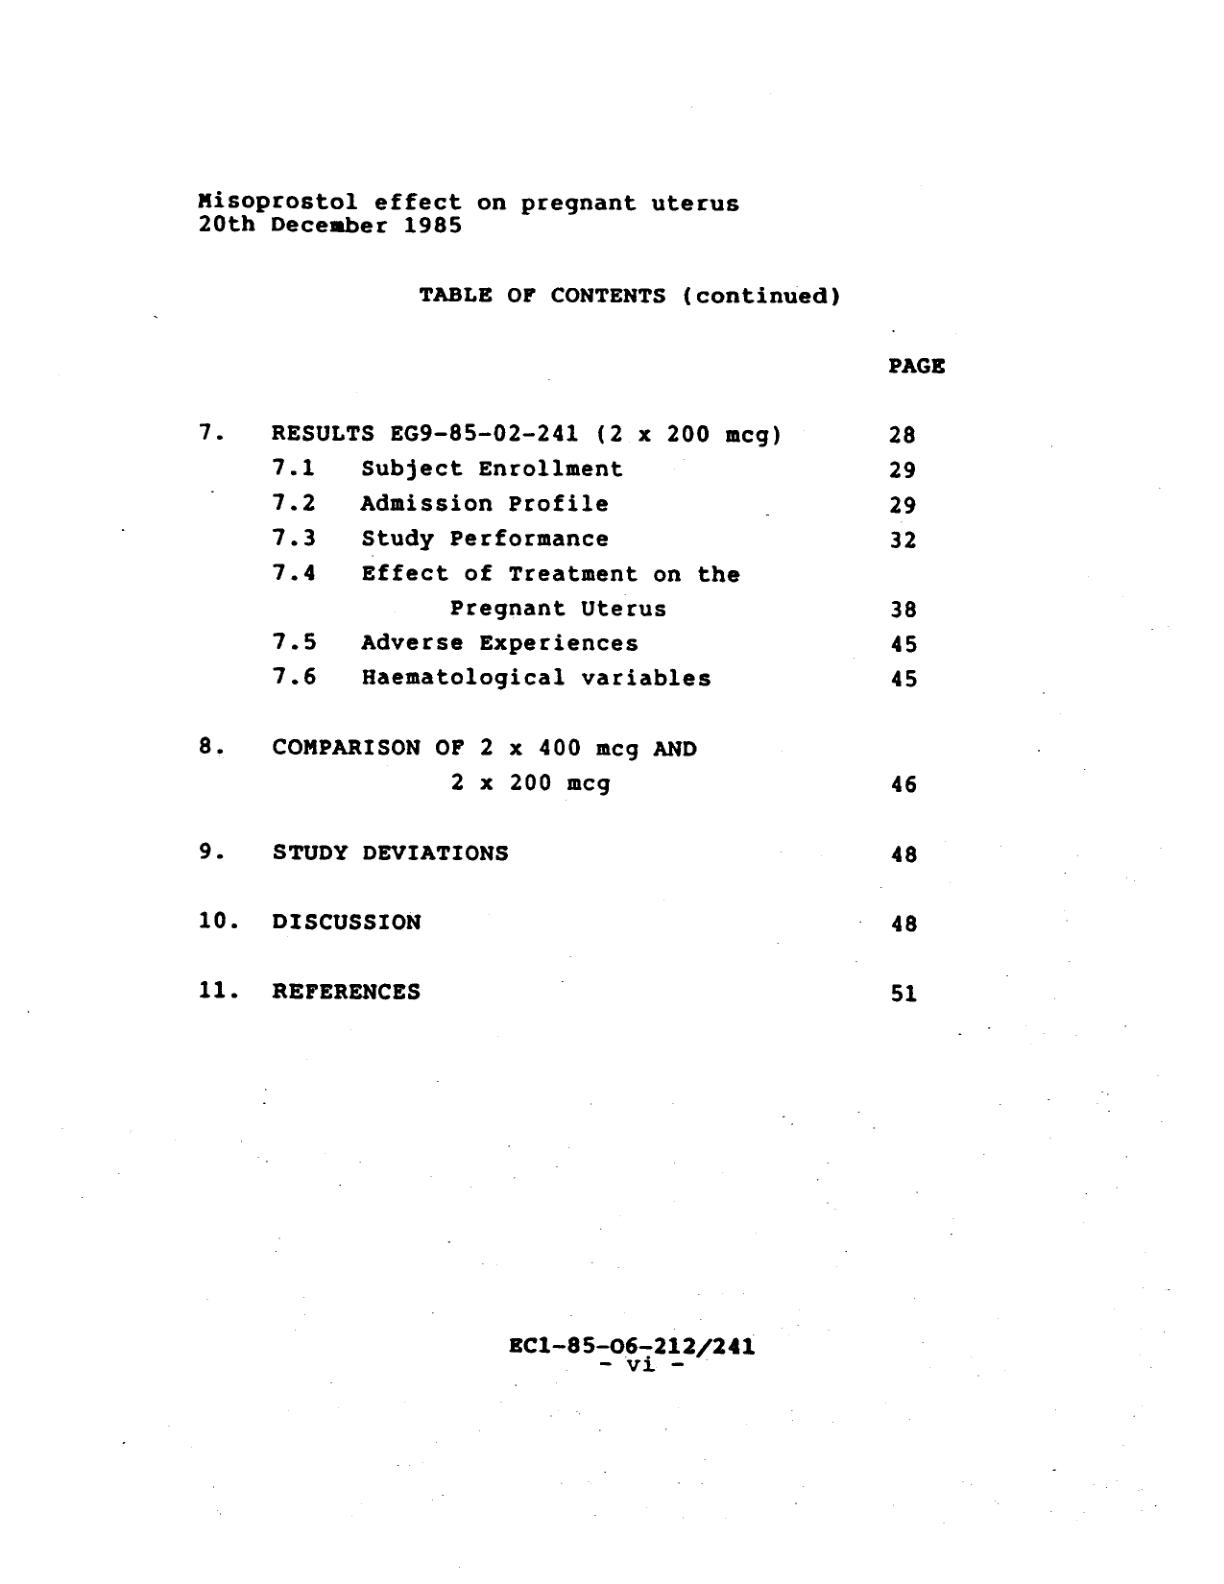 Misoprostol effect on pregnant uterus
20th December 1985
TABLE OF CONTENTS (continued)
PAGE
7. RESULTS EG9-85-02-241 (2 x 200 mcg) 28
7.1 Subject Enrollment 29
7.2 Admission Profile 29
7.3 Study Performance 32
7.4 Effect of Treatment on the
Pregnant Uterus 38
7.5 Adverse Experiences 45
7.6 Haematological variables 45
8. COMPARISON OF 2 x 400 mcg AND
2 x 200 mcg 46
9. STUDY DEVIATIONS 48
10. DISCUSSION 48
11. REFERENCES 51
EC1-85-06-212/241
- vi -